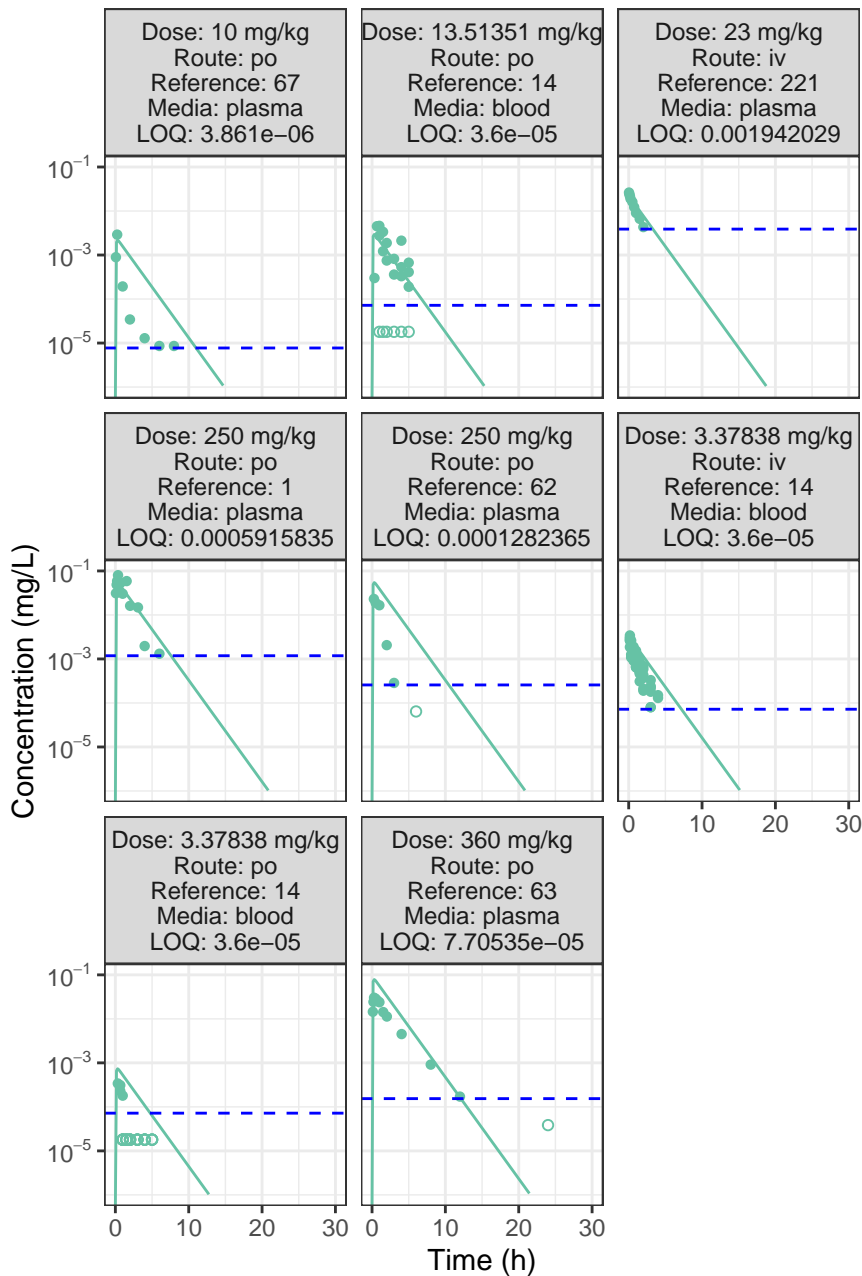 Dose: 10 mg/kg
Route: po
Reference: 67
Media: plasma
LOQ: 3.861e−06
Dose: 13.51351 mg/kg
Route: po
Reference: 14
Media: blood
LOQ: 3.6e−05
Dose: 23 mg/kg
Route: iv
Reference: 221
Media: plasma
LOQ: 0.001942029
10−1
10−3
10−5
Dose: 250 mg/kg
Route: po
Reference: 1
Media: plasma
LOQ: 0.0005915835
Dose: 250 mg/kg
Route: po
Reference: 62
Media: plasma
LOQ: 0.0001282365
Dose: 3.37838 mg/kg
Route: iv
Reference: 14
Media: blood
LOQ: 3.6e−05
10−1
10−3
10−5
0 10 20 30
Dose: 3.37838 mg/kg
Route: po
Reference: 14
Media: blood
LOQ: 3.6e−05
Dose: 360 mg/kg
Route: po
Reference: 63
Media: plasma
LOQ: 7.70535e−05
10−1
10−3
10−5
0 10 20 30
0 10 20 30
Time (h)
Concentration (mg/L)